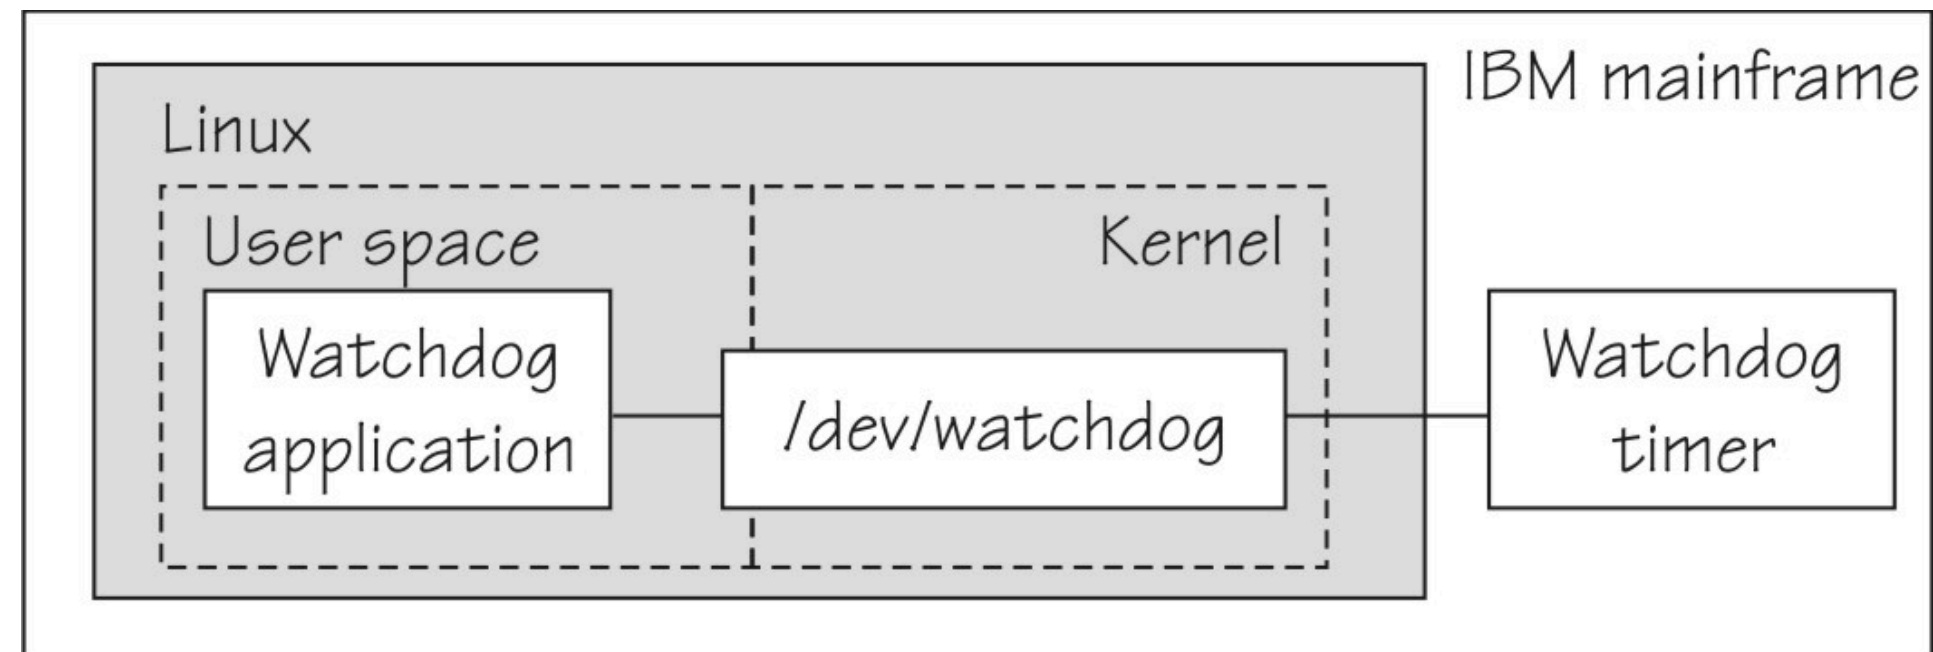 IBM mainframe
Linux
User space
Kernel
Watchdog
application
/dev/watchdog
Watchdog
timer